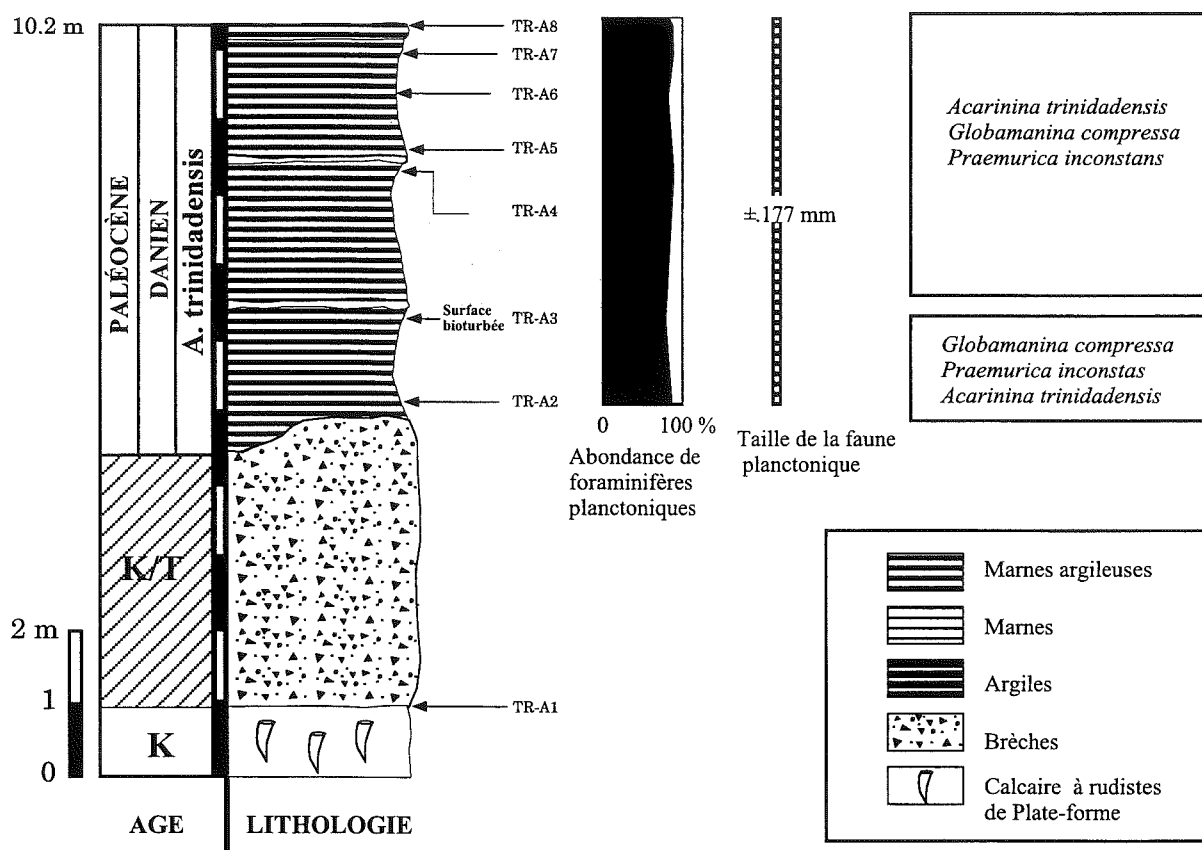 10.2 m
PALÉOCÈNE
DANIEN
A. trinidadensis
K/T
K
2 m
1
0
AGE
LITHOLOGIE
TR-A8
TR-A7
TR-A6
TR-A5
TR-A4
Surface
bioturbée
TR-A3
TR-A2
TR-A1
0
100 %
Abondance de
foraminifères
planctoniques
±.177 mm
Taille de la faune
planctonique
Acarinina trinidadensis
Globamanina compressa
Praemurica inconstans
Globamanina compressa
Praemurica inconstas
Acarinina trinidadensis
Marnes argileuses
Marnes
Argiles
Brèches
Calcaire à rudistes
de Plate-forme